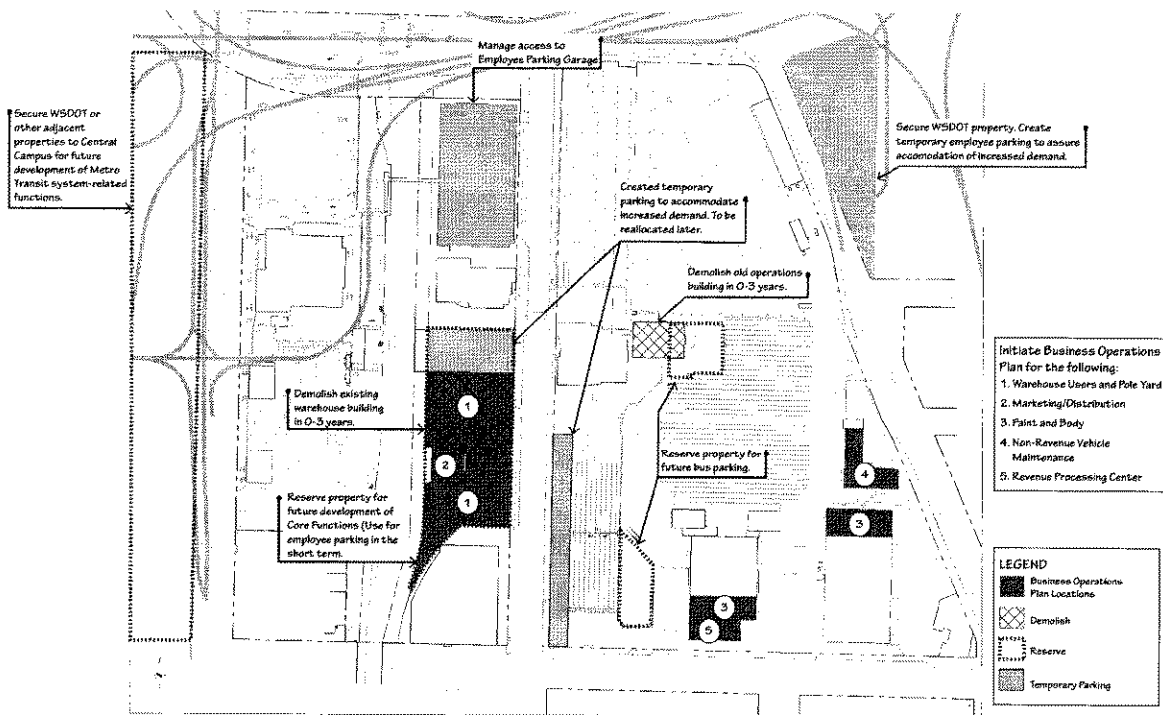 Manage access to
Employee Parking Garage
Secure WSDOT or
other adjacent
properties to Central
Campus for future
development of Metro
Transit system-related
functions.
Secure WSDOT property. Create
temporary employee parking to assure
accomodation of increased demand.
Created temporary
parking to accommodate
increased demand. To be
reallocated later.
Demolish old operations
building in 0-3 years.
Demolish existing
warehouse building
in 0-3 years.
Reserve property for
future bus parking.
Reserve property for
future development of
Core Functions (Use for
employee parking in the
short term.
1
2
1
3
5
4
3
Initiate Business Operations
Plan for the following:
1. Warehouse Users and Pole Yard
2. Marketing/Distribution
3. Paint and Body
4. Non-Revenue Vehicle
Maintenance
5. Revenue Processing Center
LEGEND
Business Operations
Plan Locations
Demolish
Reserve
Temporary Parking